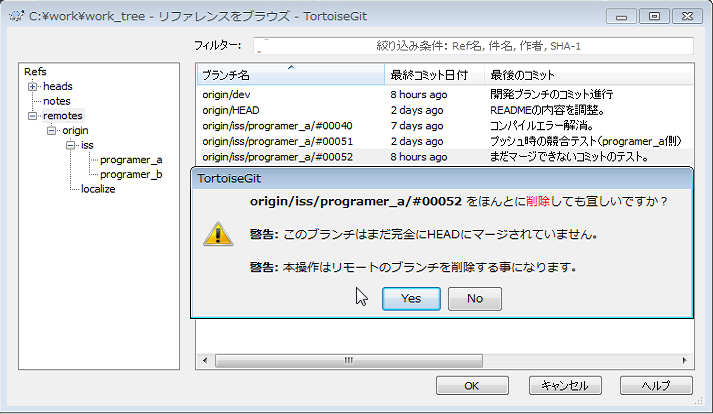 C:¥work¥work_tree - リファレンスをブラウズ - TortoiseGit
フィルター: 絞り込み条件: Ref名, 件名, 作者, SHA-1
Refs
heads
notes
remotes
origin
iss
programer_a
programer_b
localize
ブランチ名 最終コミット日付 最後のコミット
origin/dev 8 hours ago 開発ブランチのコミット進行
origin/HEAD 2 days ago READMEの内容を調整。
origin/iss/programer_a/#00040 7 days ago コンパイルエラー解消。
origin/iss/programer_a/#00051 2 days ago プッシュ時の競合テスト(programer_a側)
origin/iss/programer_a/#00052 8 hours ago まだマージできないコミットのテスト。
TortoiseGit
origin/iss/programer_a/#00052 をほんとに削除しても宜しいですか？
警告: このブランチはまだ完全にHEADにマージされていません。
警告: 本操作はリモートのブランチを削除する事になります。
Yes No
OK キャンセル ヘルプ